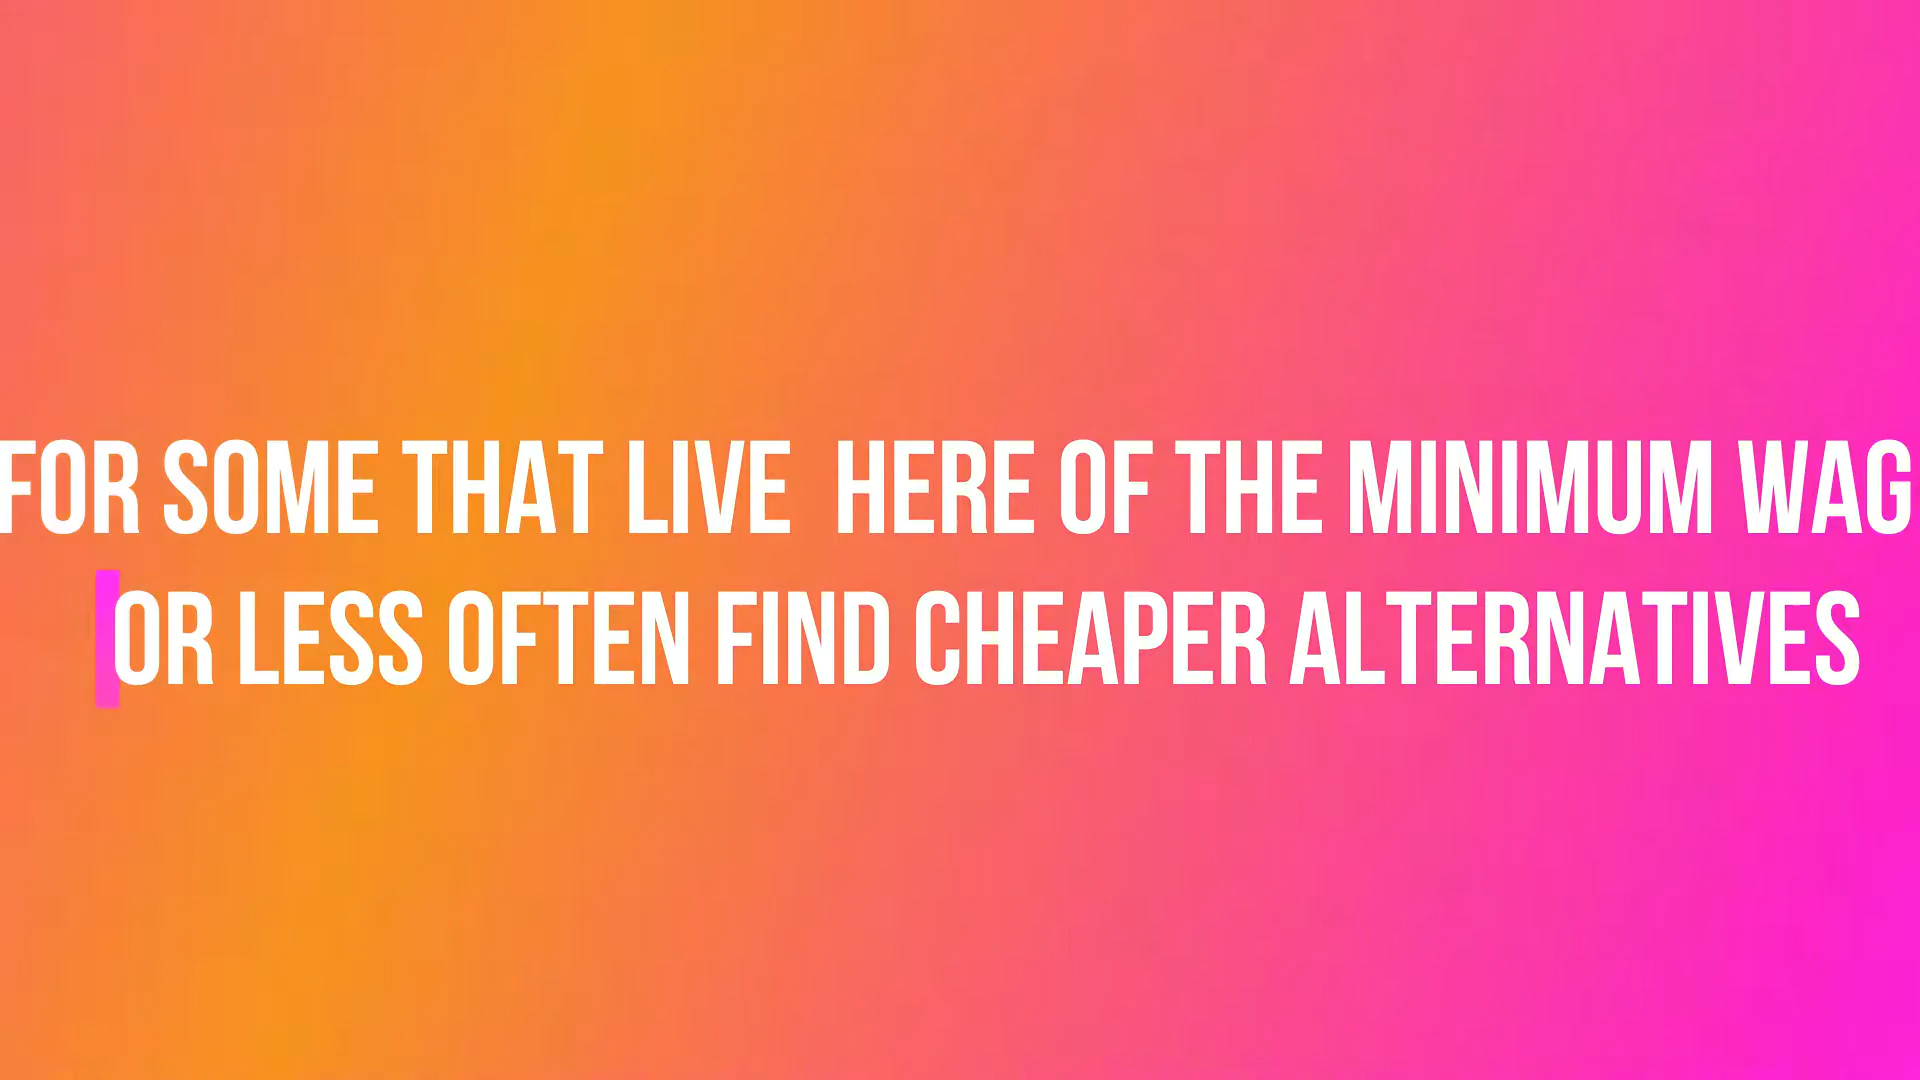 FOR SOME THAT LIVE  HERE OF THE MINIMUM WAG
OR LESS OFTEN FIND CHEAPER ALTERNATIVES